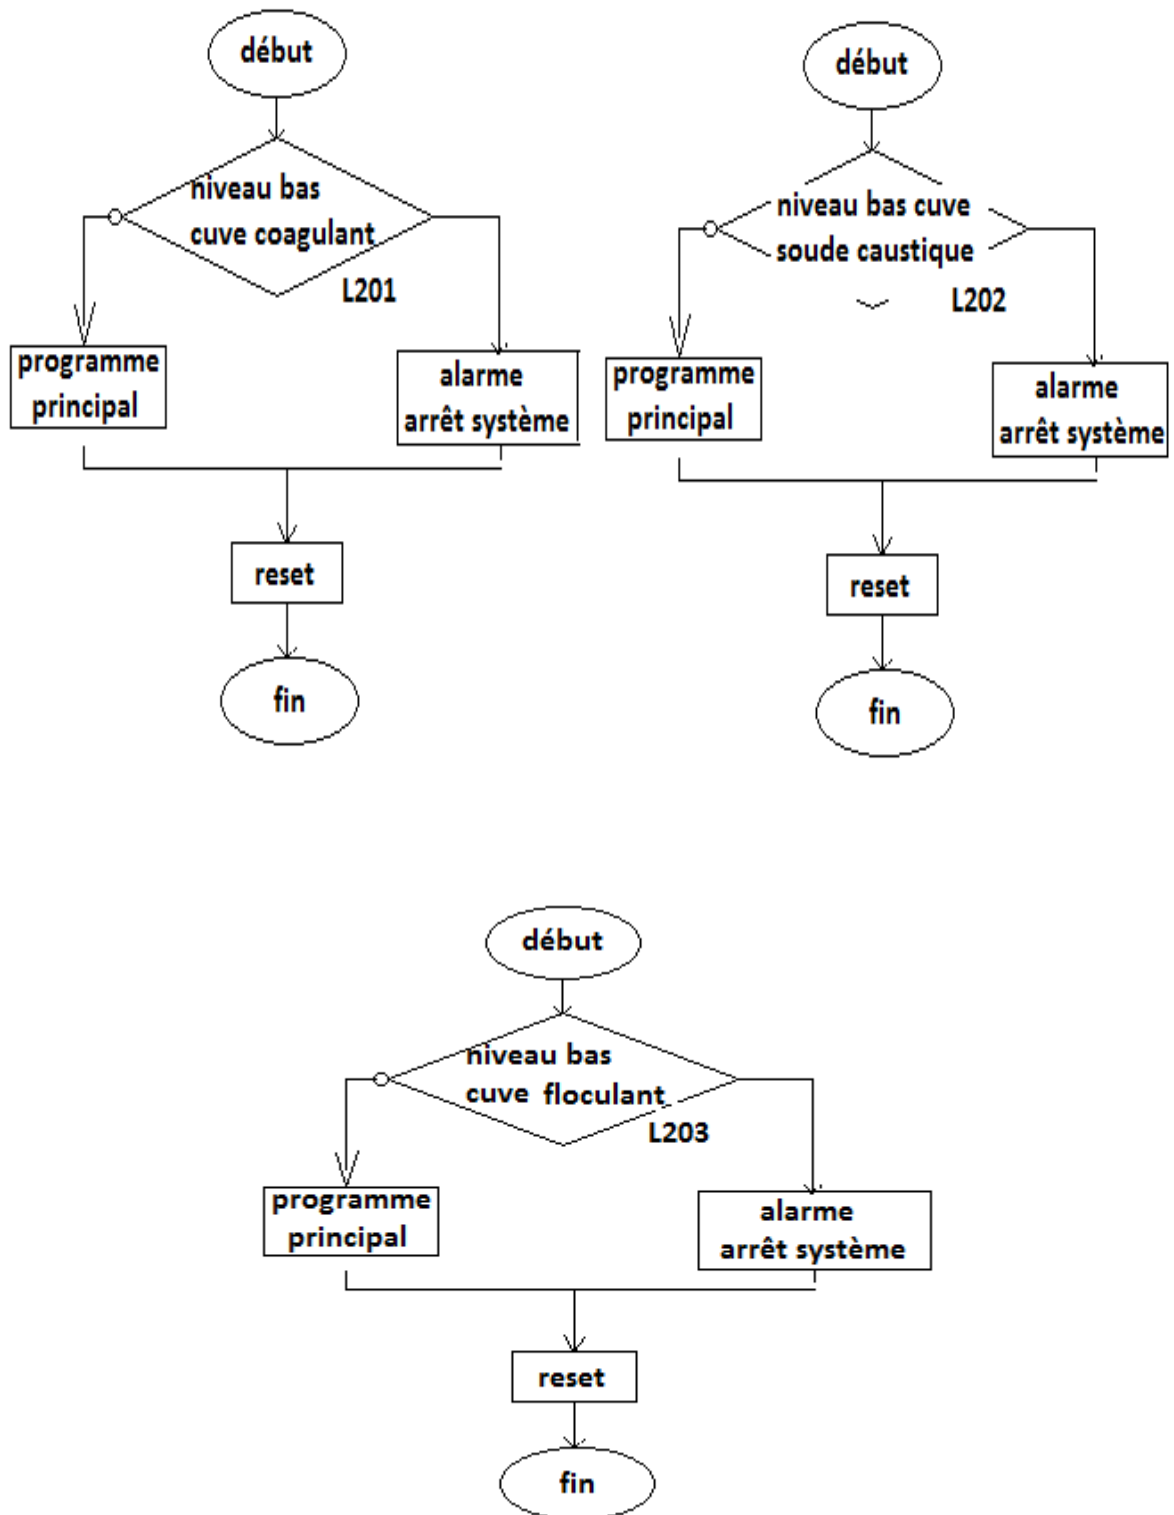 début
niveau bas
cuve coagulant
L201
programme
principal
alarme
arrêt système
reset
fin
début
niveau bas cuve
soude caustique
L202
programme
principal
alarme
arrêt système
reset
fin
début
niveau bas
cuve floculant
L203
programme
principal
alarme
arrêt système
reset
fin